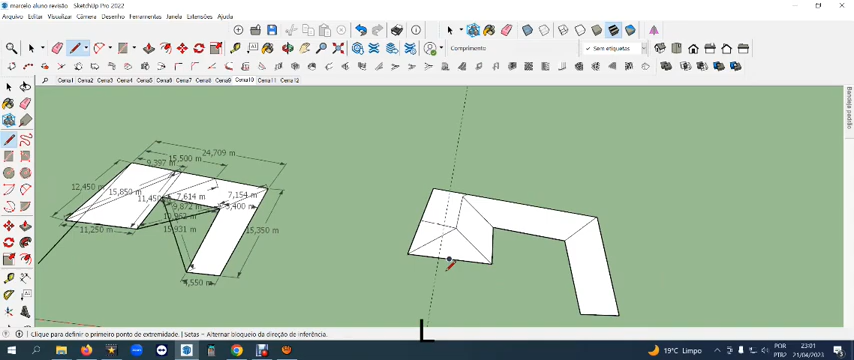 marcelo aluno revisão - SketchUp Pro 2022
Arquivo Editar Visualizar Câmera Desenho Ferramentas Janela Extensões Ajuda
Comprimento
Sem etiquetas
Cena1 Cena2 Cena3 Cena4 Cena5 Cena6 Cena7 Cena8 Cena9 Cena10 Cena11 Cena12
Bandeja padrão
24,709 m
15,500 m
9,397 m
12,450 m
15,850 m
11,450
7,614 m
7,154 m
9,872 m
9,400 m
15,931 m
11,250 m
15,350 m
L
Clique para definir o primeiro ponto de extremidade. | Setas = Alternar bloqueio da direção de inferência.
19°C Limpo
POR
PTB2
23:01
21/04/2023